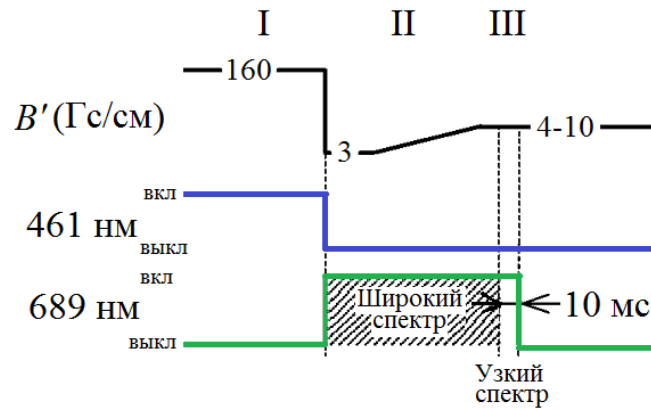 I II III
B′(Гс/см)
160
3
4-10
461 нм
вкл
выкл
689 нм
вкл
выкл
Широкий
спектр
10 мс
Узкий
спектр